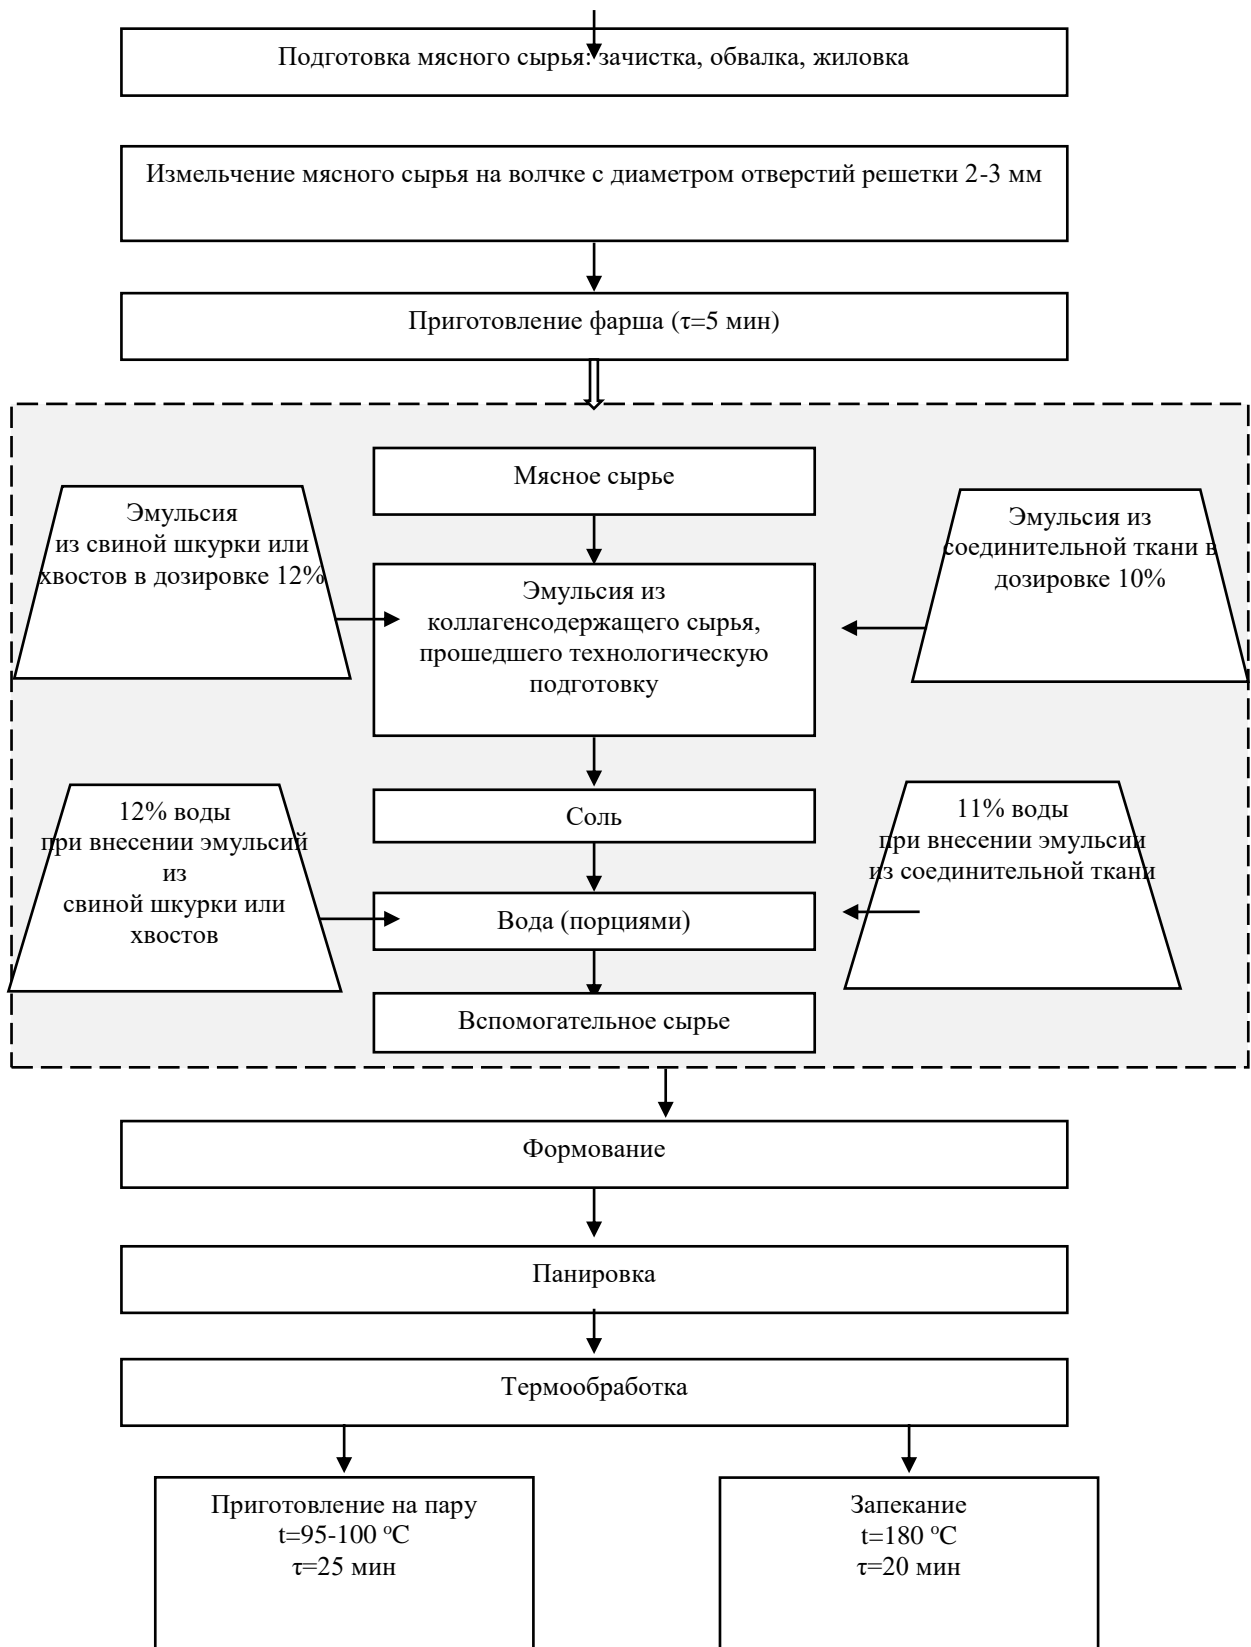 Подготовка мясного сырья: зачистка, обвалка, жиловка
Измельчение мясного сырья на волчке с диаметром отверстий решетки 2-3 мм
Приготовление фарша (τ=5 мин)
Мясное сырье
Эмульсия
из свиной шкурки или
хвостов в дозировке 12%
Эмульсия из
соединительной ткани в
дозировке 10%
Эмульсия из
коллагенсодержащего сырья,
прошедшего технологическую
подготовку
Соль
12% воды
при внесении эмульсий
из
свиной шкурки или
хвостов
11% воды
при внесении эмульсии
из соединительной ткани
Вода (порциями)
Вспомогательное сырье
Формование
Панировка
Термообработка
Приготовление на пару
t=95-100 ºС
τ=25 мин
Запекание
t=180 ºС
τ=20 мин